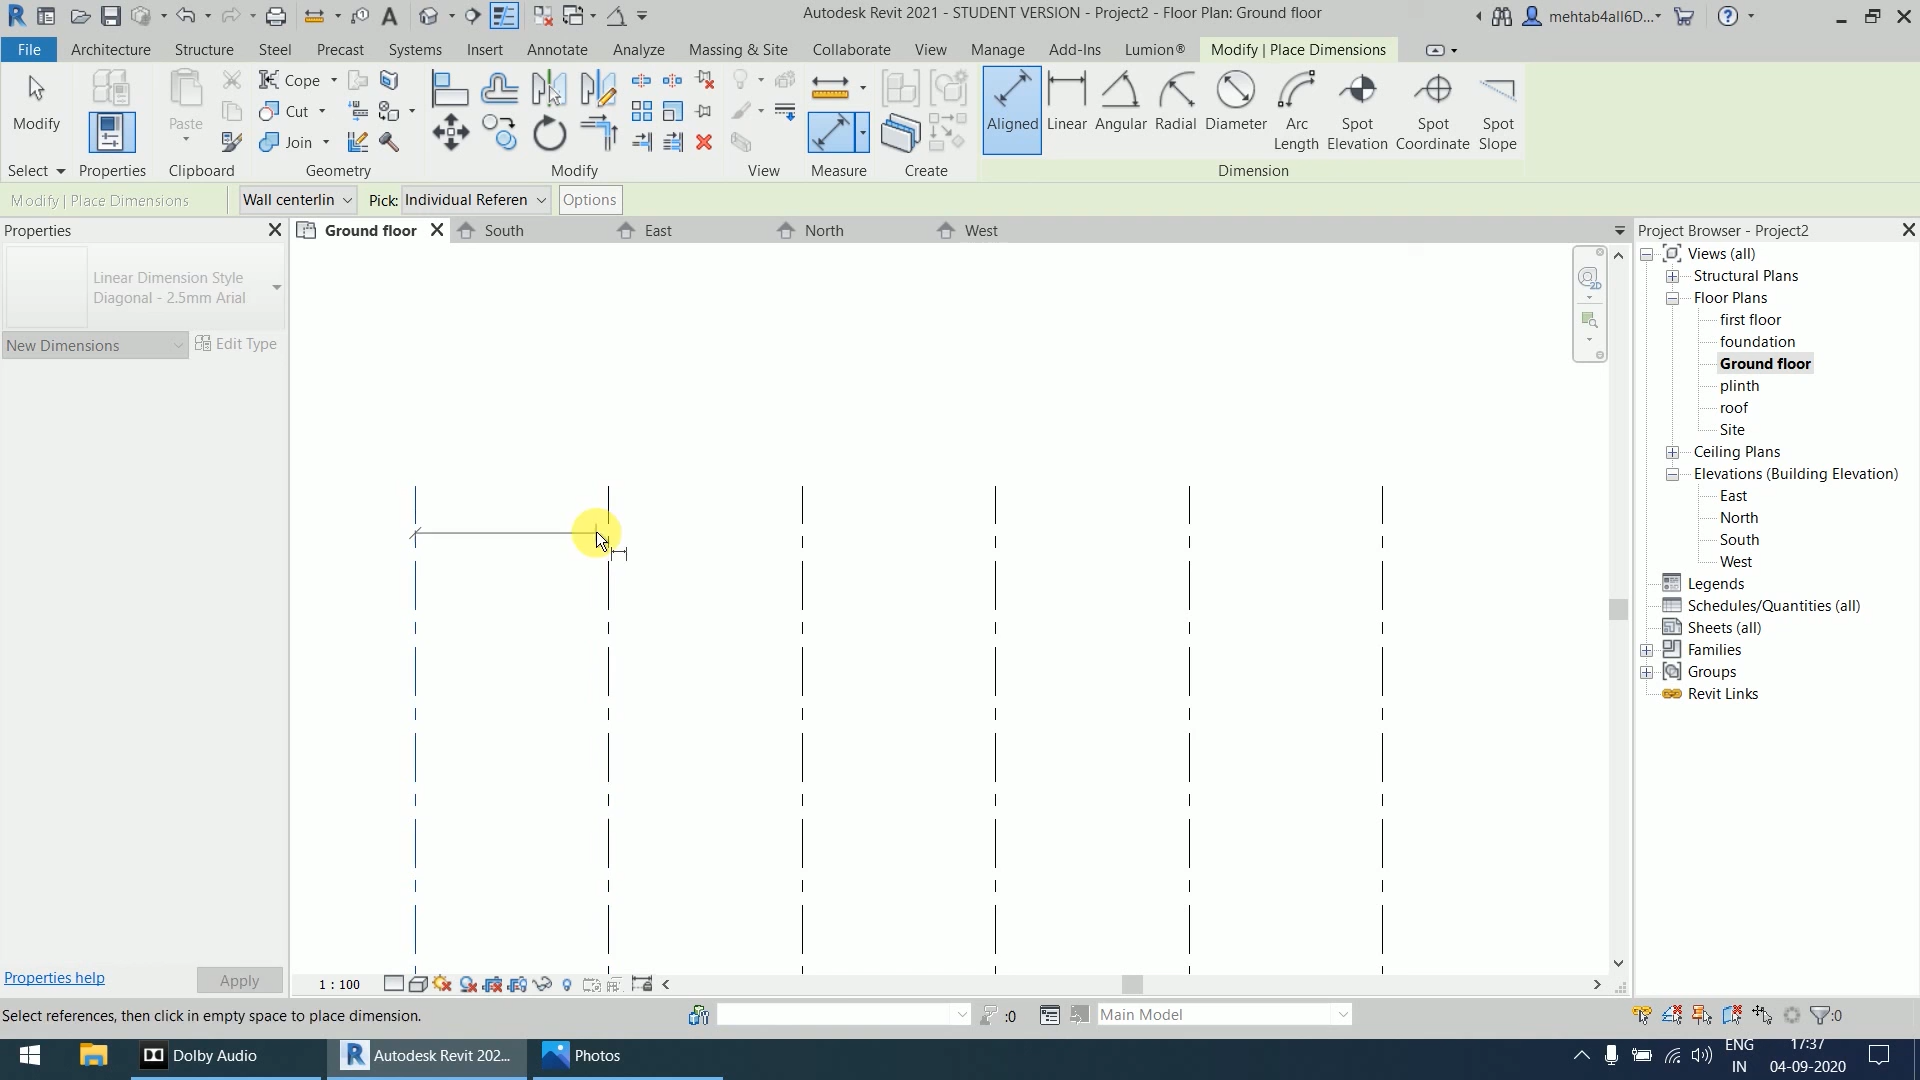 Autodesk Revit 2021 - STUDENT VERSION - Project2 - Floor Plan: Ground floor
mehtab4all6D...
File Architecture Structure Steel Precast Systems Insert Annotate Analyze Massing & Site Collaborate View Manage Add-Ins Lumion® Modify | Place Dimensions
Modify
Paste
Cope
Cut
Join
Aligned Linear Angular Radial Diameter Arc Length Spot Elevation Spot Coordinate Spot Slope
Select Properties Clipboard Geometry Modify View Measure Create Dimension
Modify | Place Dimensions Wall centerlin Pick: Individual Referen Options
Properties
Ground floor South East North West
Project Browser - Project2
Linear Dimension Style
Diagonal - 2.5mm Arial
New Dimensions Edit Type
2D
Views (all)
Structural Plans
Floor Plans
first floor
foundation
Ground floor
plinth
roof
Site
Ceiling Plans
Elevations (Building Elevation)
East
North
South
West
Legends
Schedules/Quantities (all)
Sheets (all)
Families
Groups
Revit Links
Properties help Apply
1 : 100
Select references, then click in empty space to place dimension.
:0
Main Model
:0
Dolby Audio
Autodesk Revit 202...
Photos
ENG
IN
17:37
04-09-2020